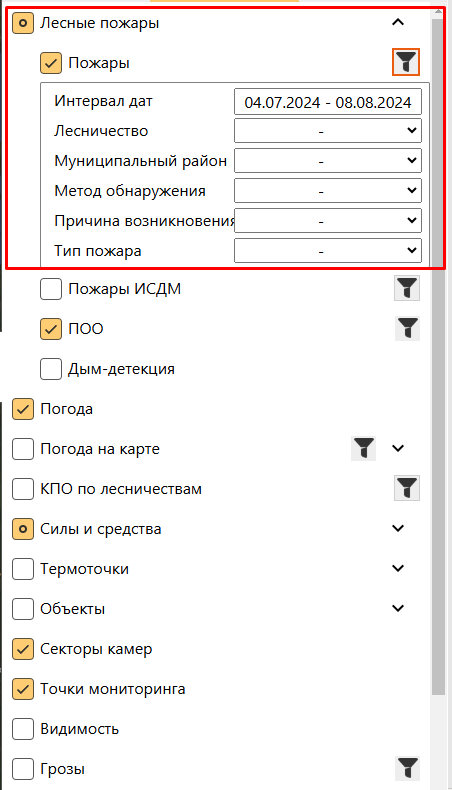 Лесные пожары
Пожары
Интервал дат 04.07.2024 - 08.08.2024
Лесничество -
Муниципальный район -
Метод обнаружения -
Причина возникновения -
Тип пожара -
Пожары ИСДМ
ПОО
Дым-детекция
Погода
Погода на карте
КПО по лесничествам
Силы и средства
Термоточки
Объекты
Секторы камер
Точки мониторинга
Видимость
Грозы